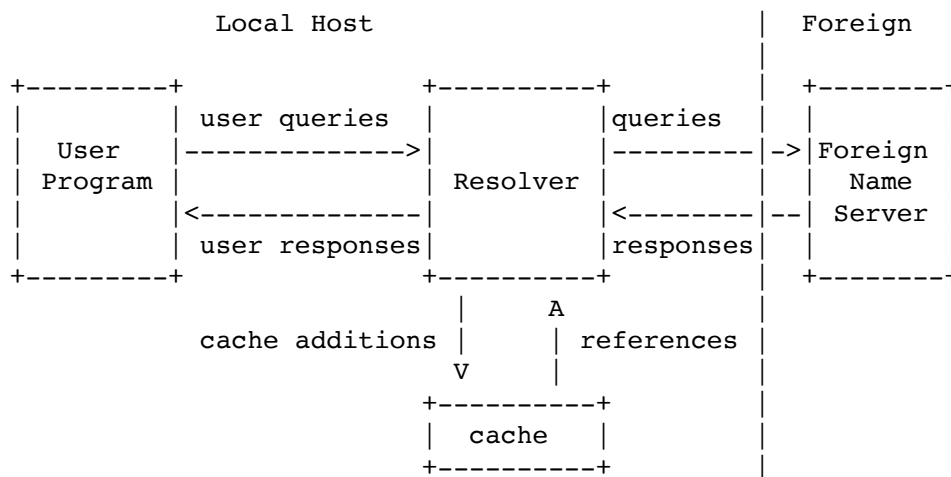 Local Host | Foreign
|
+---------+ +----------+ | +--------+
| | user queries | |queries | | |
| User |-------------->| |---------|->|Foreign |
| Program | | Resolver | | | Name |
| |<--------------| |<--------|--| Server |
| | user responses| |responses| | |
+---------+ +----------+ | +--------+
| A |
cache additions | | references |
V | |
+----------+ |
| cache | |
+----------+ |